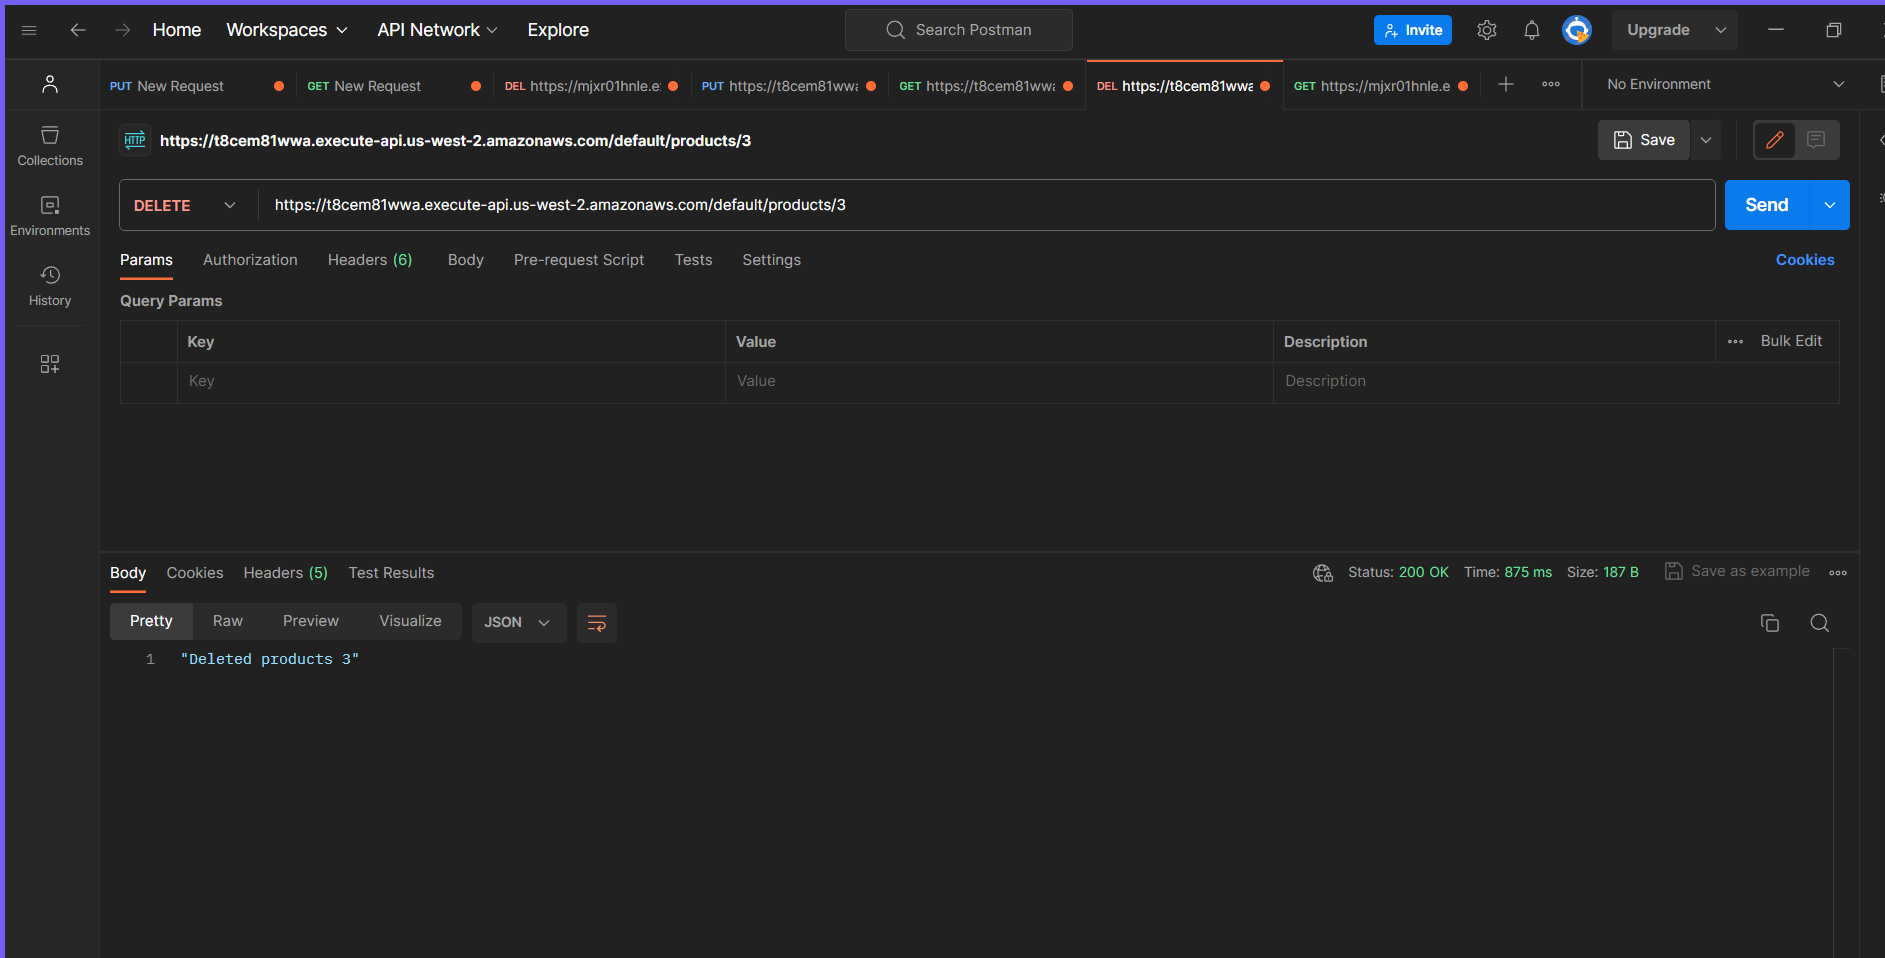 Home Workspaces API Network Explore Search Postman Invite Upgrade
PUT New Request GET New Request DEL https://mjxr01hnle.e PUT https://t8cem81wwa GET https://t8cem81wwa DEL https://t8cem81wwa GET https://mjxr01hnle.e No Environment
HTTP https://t8cem81wwa.execute-api.us-west-2.amazonaws.com/default/products/3 Save
Collections
DELETE https://t8cem81wwa.execute-api.us-west-2.amazonaws.com/default/products/3 Send
Environments
Params Authorization Headers (6) Body Pre-request Script Tests Settings Cookies
History
Query Params
Key Value Description Bulk Edit
Key Value Description
Body Cookies Headers (5) Test Results Status: 200 OK Time: 875 ms Size: 187 B Save as example
Pretty Raw Preview Visualize JSON
1 "Deleted products 3"